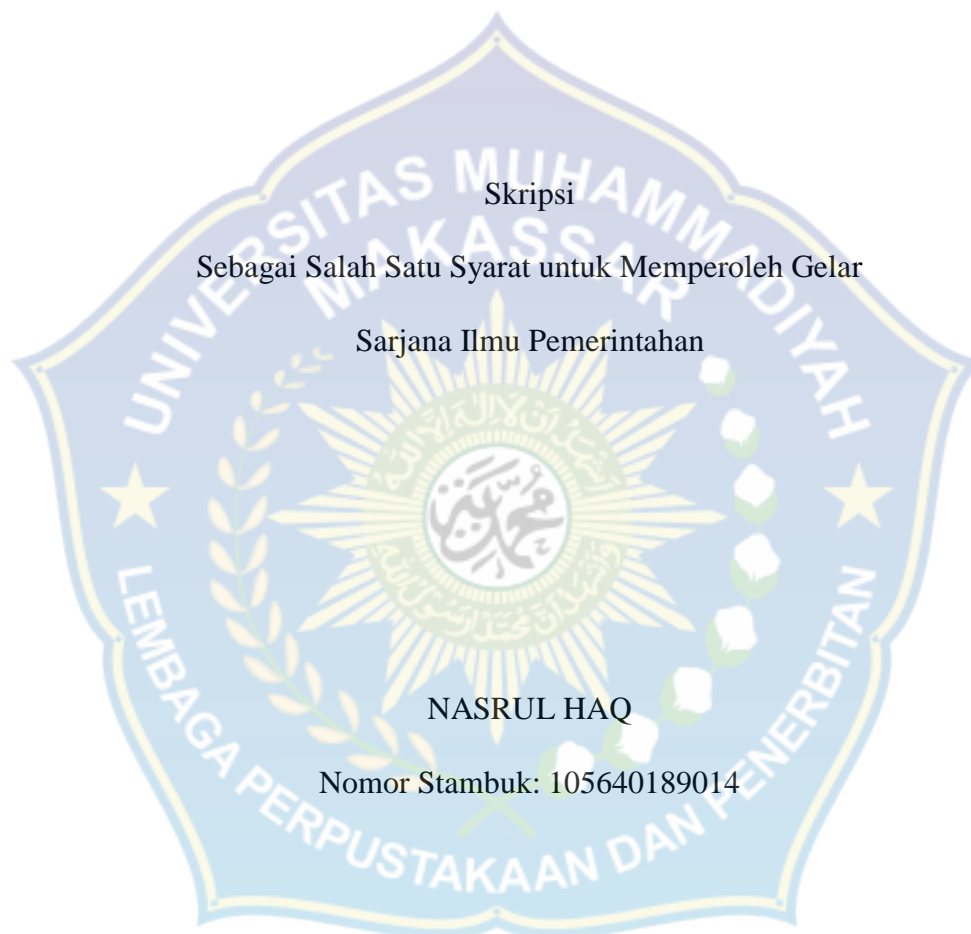 UNIVERSITAS MUHAMMADIYAH
MAKASSAR
Skripsi
Sebagai Salah Satu Syarat untuk Memperoleh Gelar
Sarjana Ilmu Pemerintahan
NASRUL HAQ
Nomor Stambuk: 105640189014
LEMBAGA PERPUSTAKAAN DAN PENERBITAN